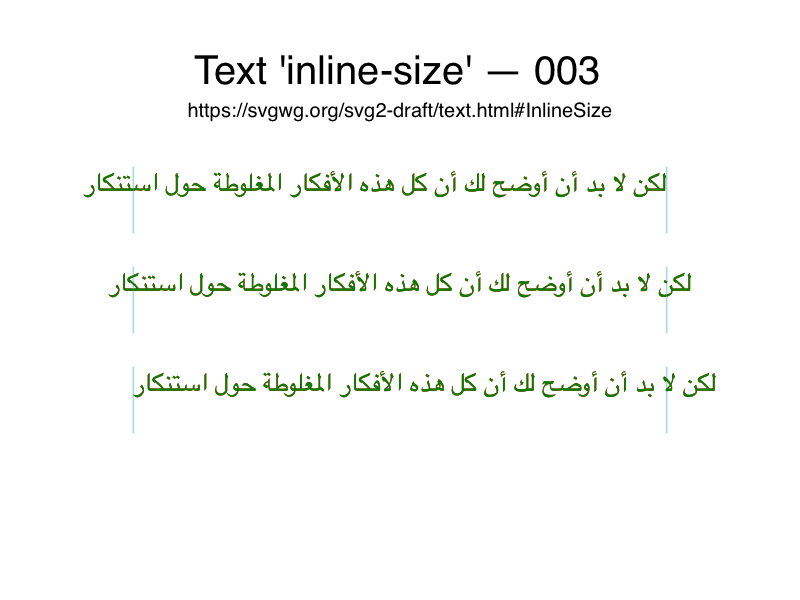 Text 'inline-size' — 003
https://svgwg.org/svg2-draft/text.html#InlineSize
لكن لا بد أن أوضح لك أن كل هذه الأفكار المغلوطة حول استنكار
لكن لا بد أن أوضح لك أن كل هذه الأفكار المغلوطة حول استنكار
لكن لا بد أن أوضح لك أن كل هذه الأفكار المغلوطة حول استنكار